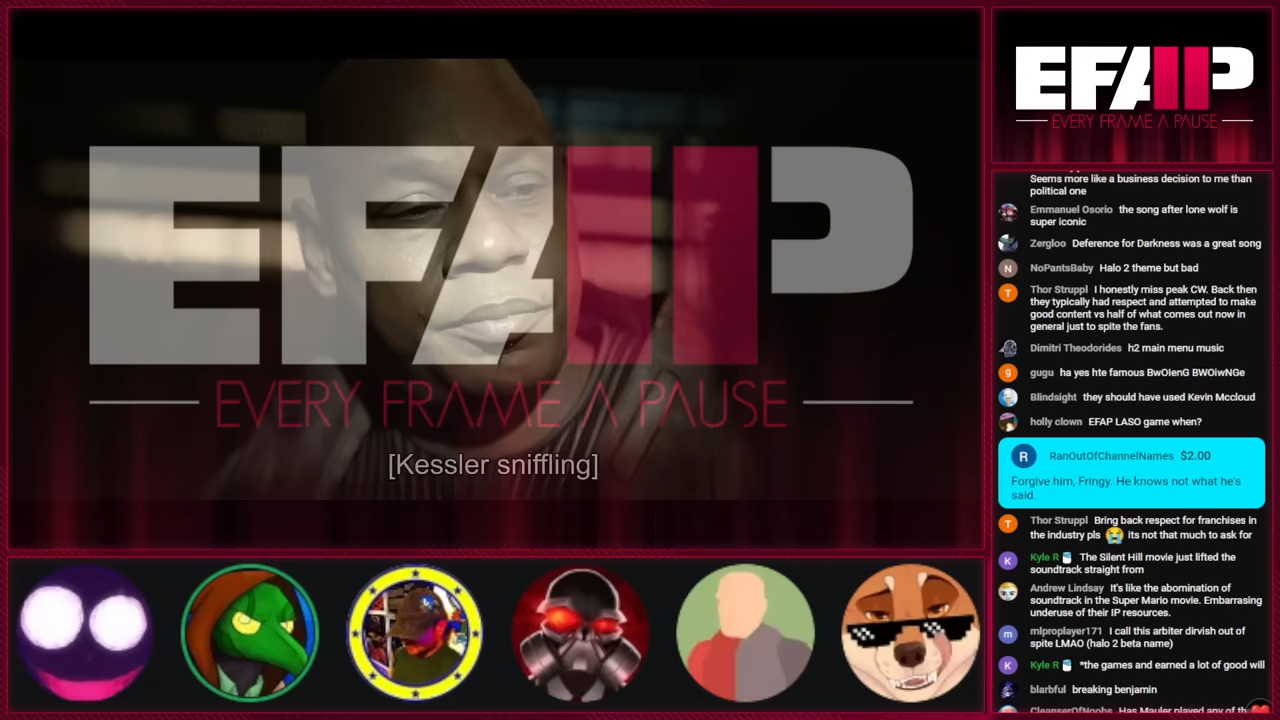 EFAP
EVERY FRAME A PAUSE
[Kessler sniffling]
EFAP
EVERY FRAME A PAUSE
Seems more like a business decision to me than
political one
Emmanuel Osorio the song after lone wolf is
super iconic
Zergloo Deference for Darkness was a great song
N
NoPantsBaby Halo 2 theme but bad
T
Thor Struppl I honestly miss peak CW. Back then
they typically had respect and attempted to make
good content vs half of what comes out now in
general just to spite the fans.
Dimitri Theodorides h2 main menu music
g
gugu ha yes hte famous BwOIenG BWOiwNGe
Blindsight they should have used Kevin Mccloud
holly clown EFAP LASO game when?
R
RanOutOfChannelNames $2.00
Forgive him, Fringy. He knows not what he's
said.
T
Thor Struppl Bring back respect for franchises in
the industry pls 😭 its not that much to ask for
K
Kyle R The Silent Hill movie just lifted the
soundtrack straight from
Andrew Lindsay It's like the abomination of
soundtrack in the Super Mario movie. Embarrasing
underuse of their IP resources.
m
mlproplayer171 I call this arbiter dirvish out of
spite LMAO (halo 2 beta name)
K
Kyle R *the games and earned a lot of good will
blarbful breaking benjamin
CleanserOfNoobs Has Mauler played any of the